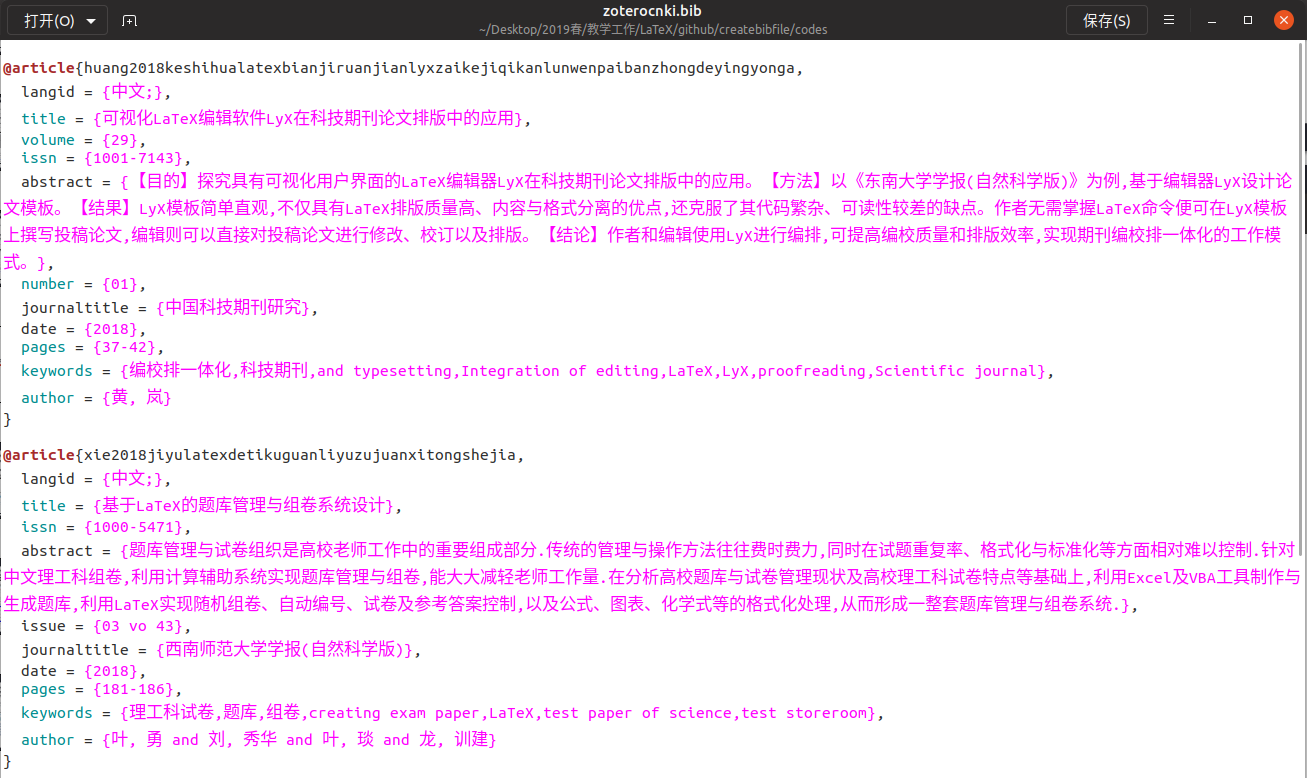 打开(O)
zoterocnki.bib
~/Desktop/2019春/教学工作/LaTeX/github/createbibfile/codes
保存(S)
@article{huang2018keshihualatexbianjiruanjianlyxzaikejiqikanlunwenpaibanzhongdeyingyonga,
langid = {中文;},
title = {可视化LaTeX编辑软件LyX在科技期刊论文排版中的应用},
volume = {29},
issn = {1001-7143},
abstract = {【目的】探究具有可视化用户界面的LaTeX编辑器LyX在科技期刊论文排版中的应用。【方法】以《东南大学学报(自然科学版)》为例,基于编辑器LyX设计论
文模板。【结果】LyX模板简单直观,不仅具有LaTeX排版质量高、内容与格式分离的优点,还克服了其代码繁杂、可读性较差的缺点。作者无需掌握LaTeX命令便可在LyX模板
上撰写投稿论文,编辑则可以直接对投稿论文进行修改、校订以及排版。【结论】作者和编辑使用LyX进行编排,可提高编校质量和排版效率,实现期刊编校排一体化的工作模
式。},
number = {01},
journaltitle = {中国科技期刊研究},
date = {2018},
pages = {37-42},
keywords = {编校排一体化,科技期刊,and typesetting,Integration of editing,LaTeX,LyX,proofreading,Scientific journal},
author = {黄, 岚}
}
@article{xie2018jiyulatexdetikuguanliyuzujuanxitongshejia,
langid = {中文;},
title = {基于LaTeX的题库管理与组卷系统设计},
issn = {1000-5471},
abstract = {题库管理与试卷组织是高校老师工作中的重要组成部分.传统的管理与操作方法往往费时费力,同时在试题重复率、格式化与标准化等方面相对难以控制.针对
中文理工科组卷,利用计算辅助系统实现题库管理与组卷,能大大减轻老师工作量.在分析高校题库与试卷管理现状及高校理工科试卷特点等基础上,利用Excel及VBA工具制作与
生成题库,利用LaTeX实现随机组卷、自动编号、试卷及参考答案控制,以及公式、图表、化学式等的格式化处理,从而形成一整套题库管理与组卷系统.},
issue = {03 vo 43},
journaltitle = {西南师范大学学报(自然科学版)},
date = {2018},
pages = {181-186},
keywords = {理工科试卷,题库,组卷,creating exam paper,LaTeX,test paper of science,test storeroom},
author = {叶, 勇 and 刘, 秀华 and 叶, 琰 and 龙, 训建}
}